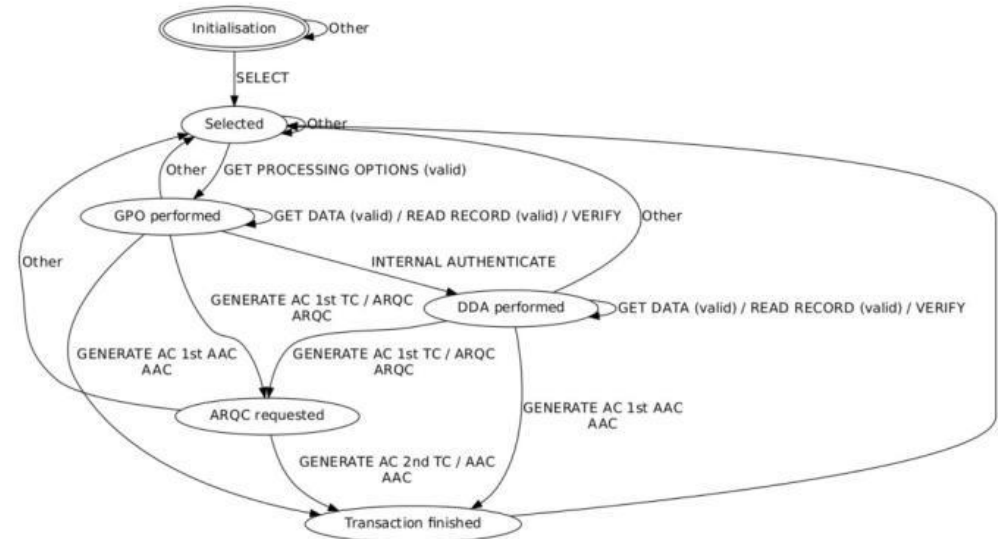 Initialisation
Other
SELECT
Selected
Other
Other
GET PROCESSING OPTIONS (valid)
GPO performed
GET DATA (valid) / READ RECORD (valid) / VERIFY
Other
Other
INTERNAL AUTHENTICATE
GENERATE AC 1st TC / ARQC
ARQC
DDA performed
GET DATA (valid) / READ RECORD (valid) / VERIFY
GENERATE AC 1st AAC
AAC
GENERATE AC 1st TC / ARQC
ARQC
ARQC requested
GENERATE AC 1st AAC
AAC
GENERATE AC 2nd TC / AAC
AAC
Transaction finished